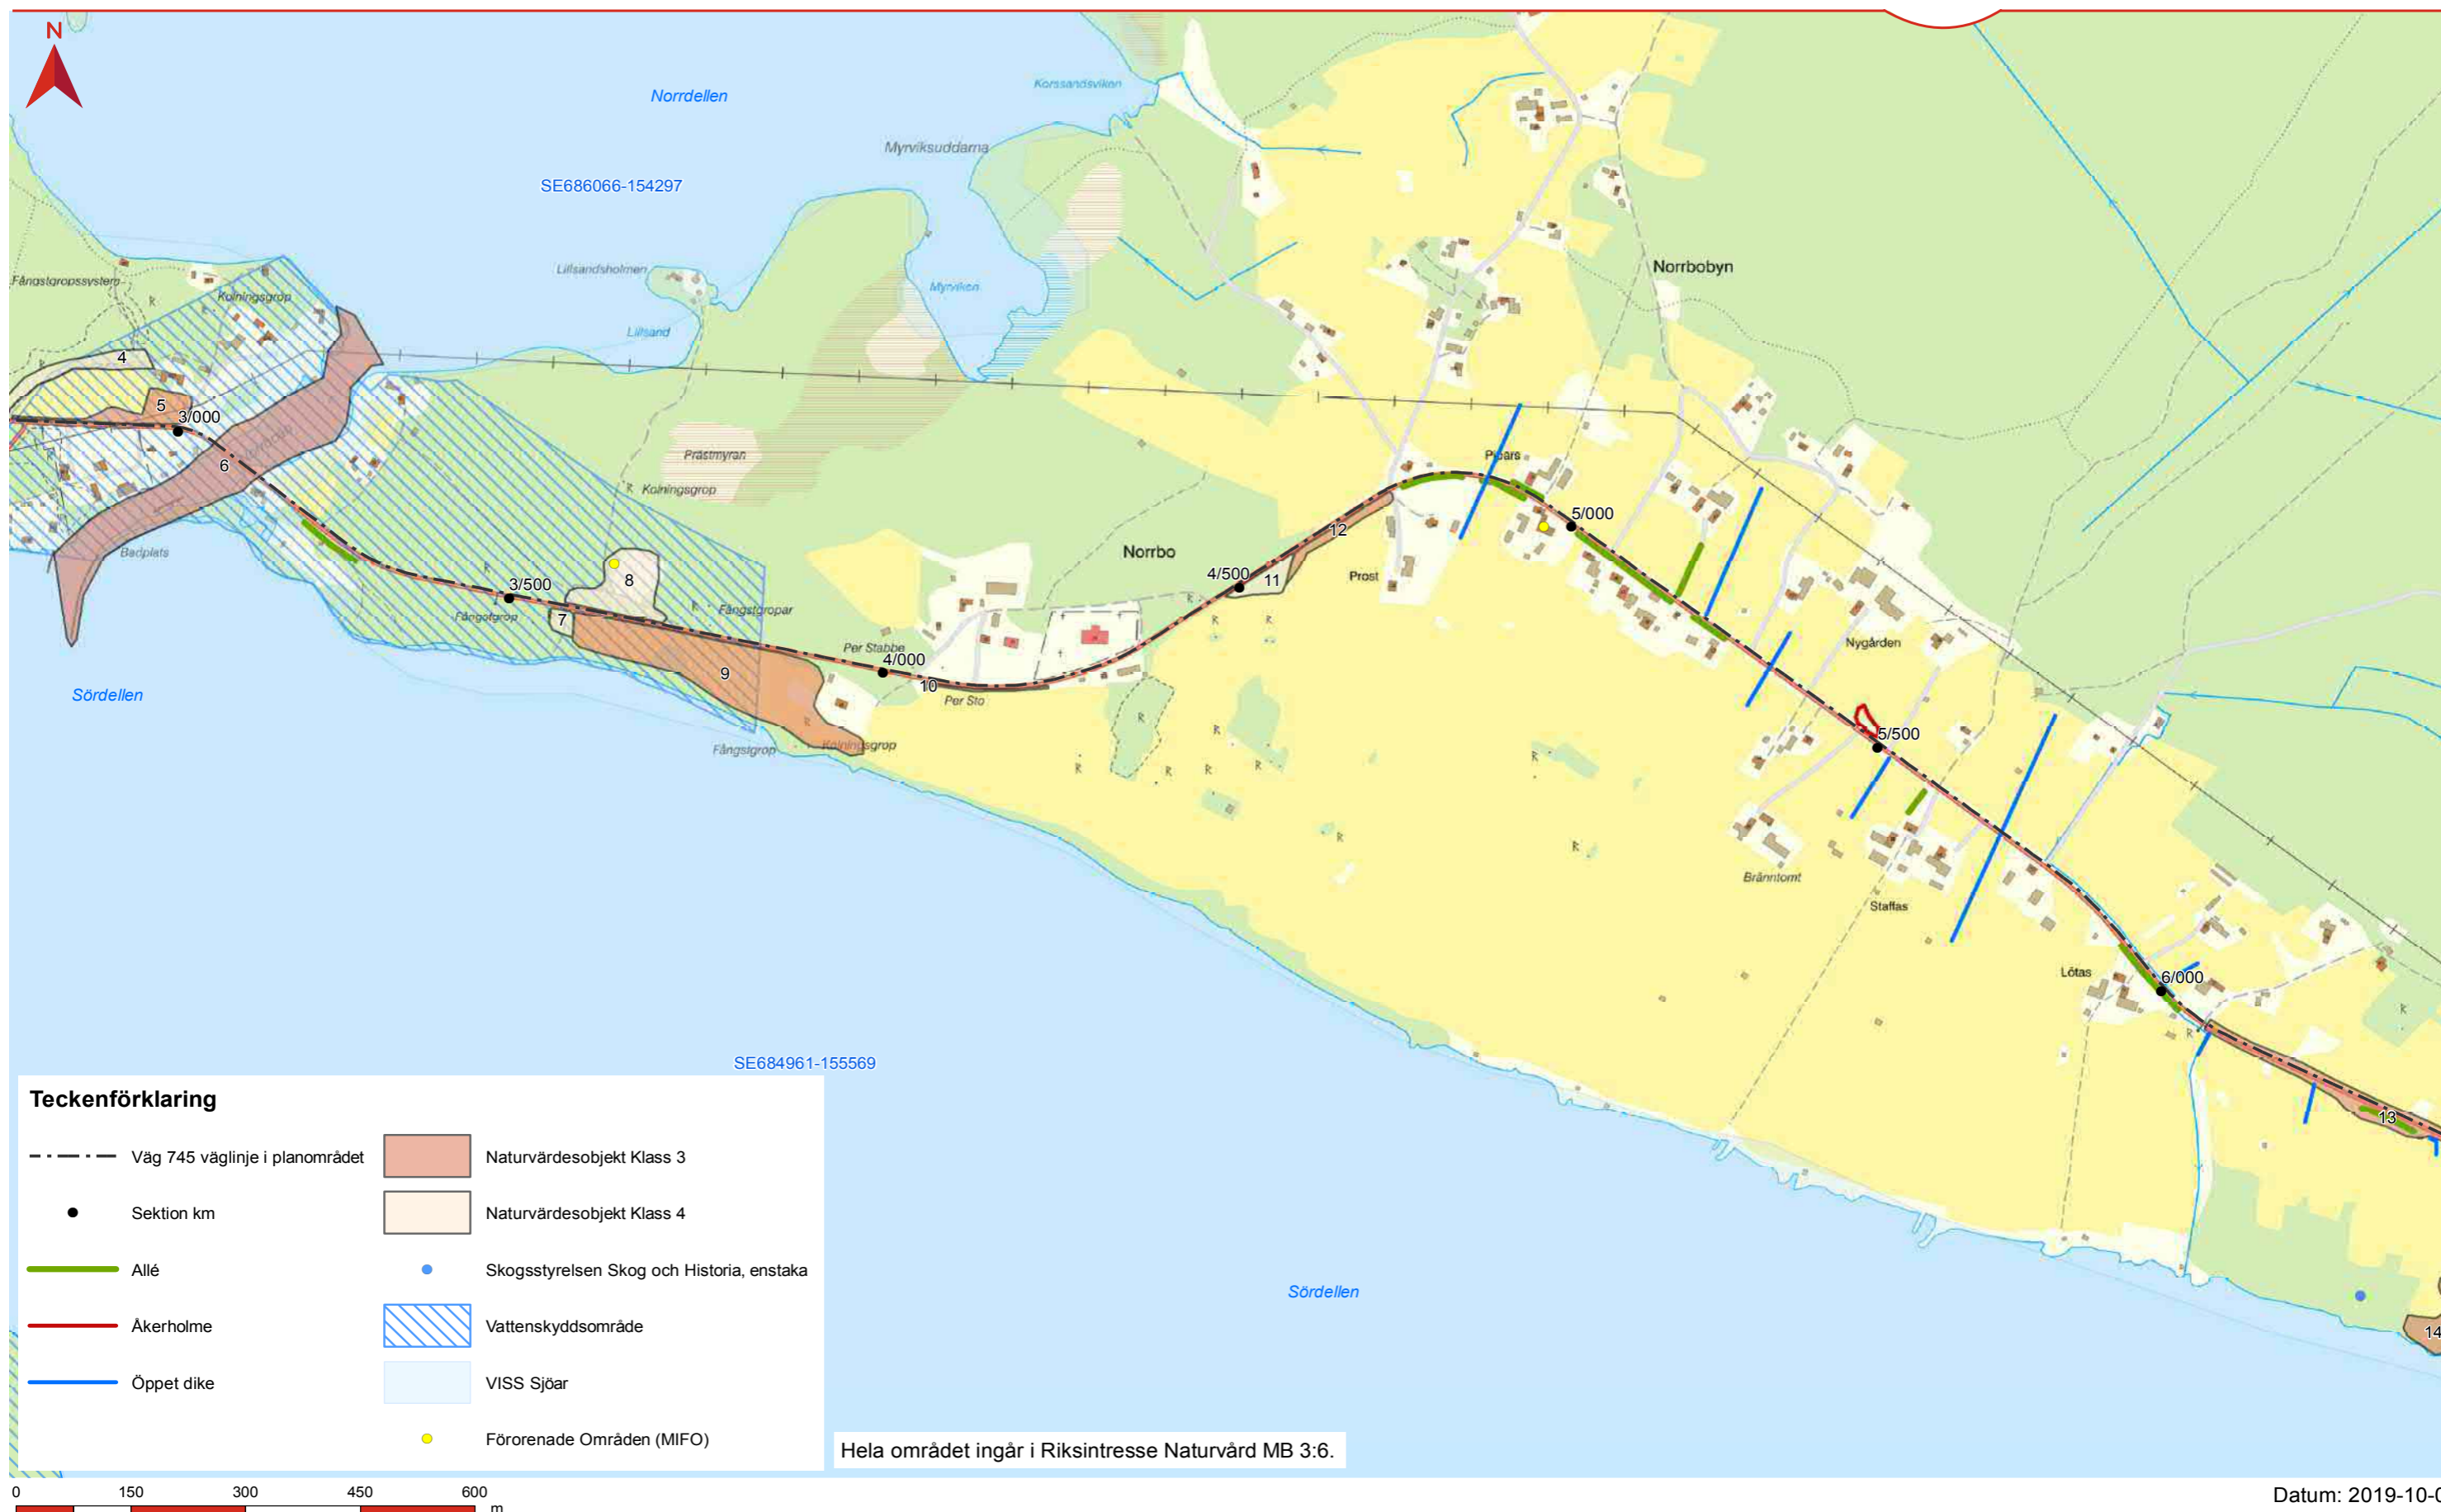 N
Norrdellen
Korssandsviken
Myrviksuddarna
SE686066-154297
Lillsandsholmen
Norrbobyn
Fångstgropssystem
Kolningsgrop
Myrviken
Lillsand
R
4
5
3/000
6
Prästmyran
R Kolningsgrop
Pipars
5/000
12
Norrbo
Badplats
3/500
8
4/500
11
Prost
Fångstgrop
7
R Fångstgropar
Nygården
Per Stabbe
4/000
9
10
Per Sto
Sördellen
Fångstgrop
Kolningsgrop
5/500
Bränntomt
Staffas
Lötas
6/000
SE684961-155569
13
Sördellen
14
Teckenförklaring
Väg 745 väglinje i planområdet
Naturvärdesobjekt Klass 3
Sektion km
Naturvärdesobjekt Klass 4
Allé
Skogsstyrelsen Skog och Historia, enstaka
Åkerholme
Vattenskyddsområde
Öppet dike
VISS Sjöar
Förorenade Områden (MIFO)
Hela området ingår i Riksintresse Naturvård MB 3:6.
0 150 300 450 600
m
Datum: 2019-10-0